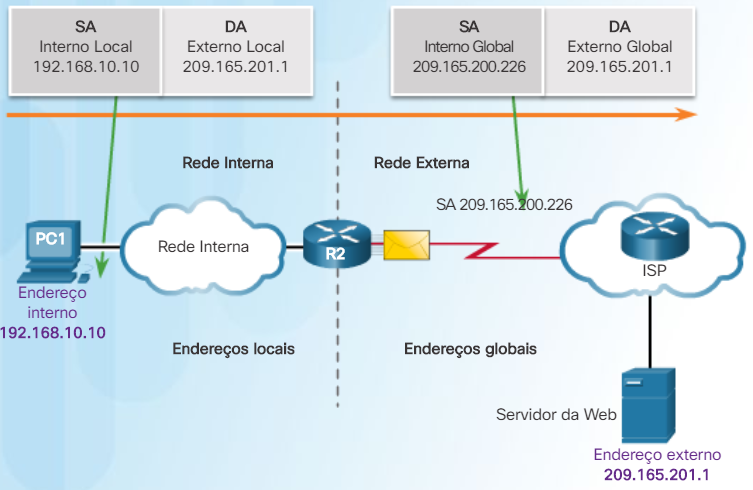 SA
Interno Local
192.168.10.10
DA
Externo Local
209.165.201.1
SA
Interno Global
209.165.200.226
DA
Externo Global
209.165.201.1
Rede Interna
Rede Externa
SA 209.165.200.226
PC1
Rede Interna
R2
ISP
Endereço
interno
192.168.10.10
Endereços locais
Endereços globais
Servidor da Web
Endereço externo
209.165.201.1